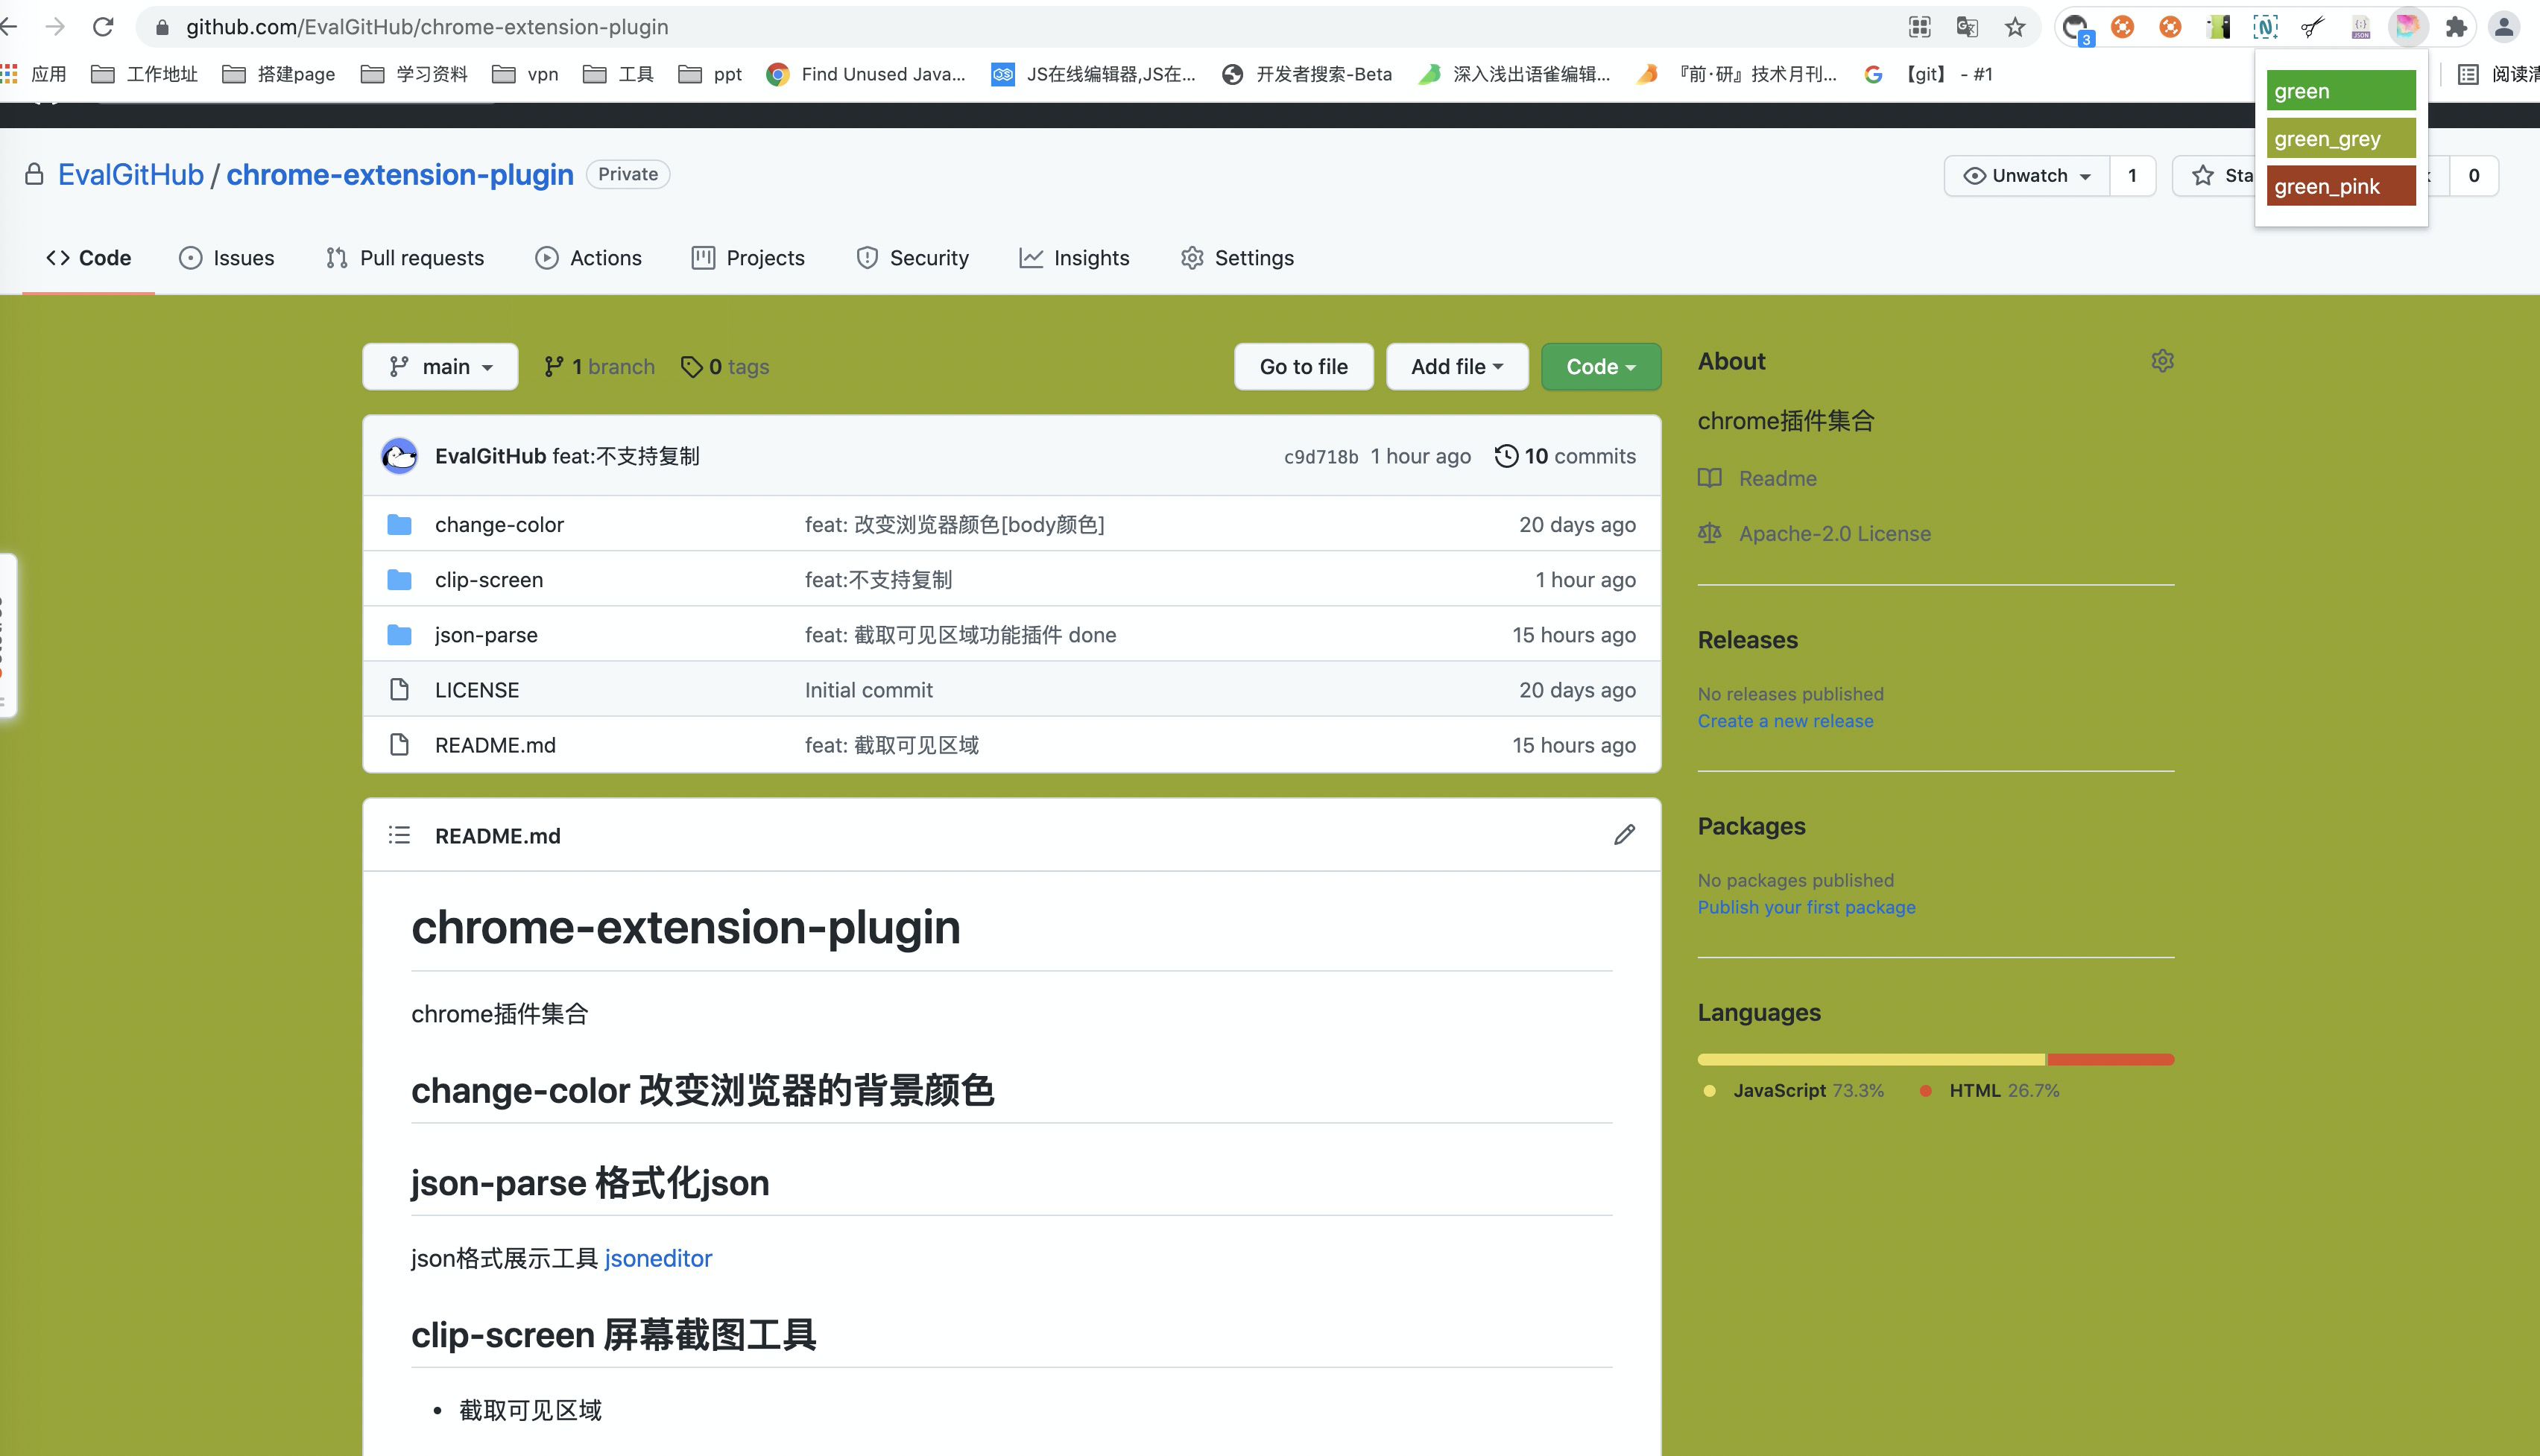 github.com/EvalGitHub/chrome-extension-plugin
3
JSON
应用 工作地址 搭建page 学习资料 vpn 工具 ppt Find Unused Java... JS在线编辑器,JS在... 开发者搜索-Beta 深入浅出语雀编辑... 『前·研』技术月刊... 【git】 - #1
green
green_grey
green_pink
EvalGitHub / chrome-extension-plugin Private
Unwatch 1
0
Code Issues Pull requests Actions Projects Security Insights Settings
main 1 branch 0 tags
Go to file Add file Code
EvalGitHub feat:不支持复制 c9d718b 1 hour ago 10 commits
change-color feat: 改变浏览器颜色[body颜色] 20 days ago
clip-screen feat:不支持复制 1 hour ago
json-parse feat: 截取可见区域功能插件 done 15 hours ago
LICENSE Initial commit 20 days ago
README.md feat: 截取可见区域 15 hours ago
README.md
chrome-extension-plugin
chrome插件集合
change-color 改变浏览器的背景颜色
json-parse 格式化json
json格式展示工具 jsoneditor
clip-screen 屏幕截图工具
• 截取可见区域
About
chrome插件集合
Readme
Apache-2.0 License
Releases
No releases published
Create a new release
Packages
No packages published
Publish your first package
Languages
JavaScript 73.3% HTML 26.7%